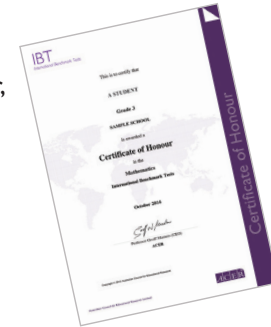 IBT
International Benchmark Tests
This is to certify that
A STUDENT
Grade 3
SAMPLE SCHOOL
is awarded a
Certificate of Honour
in the
Mathematics
International Benchmark Tests
October 2014
ACER
Certificate of Honour
ACER